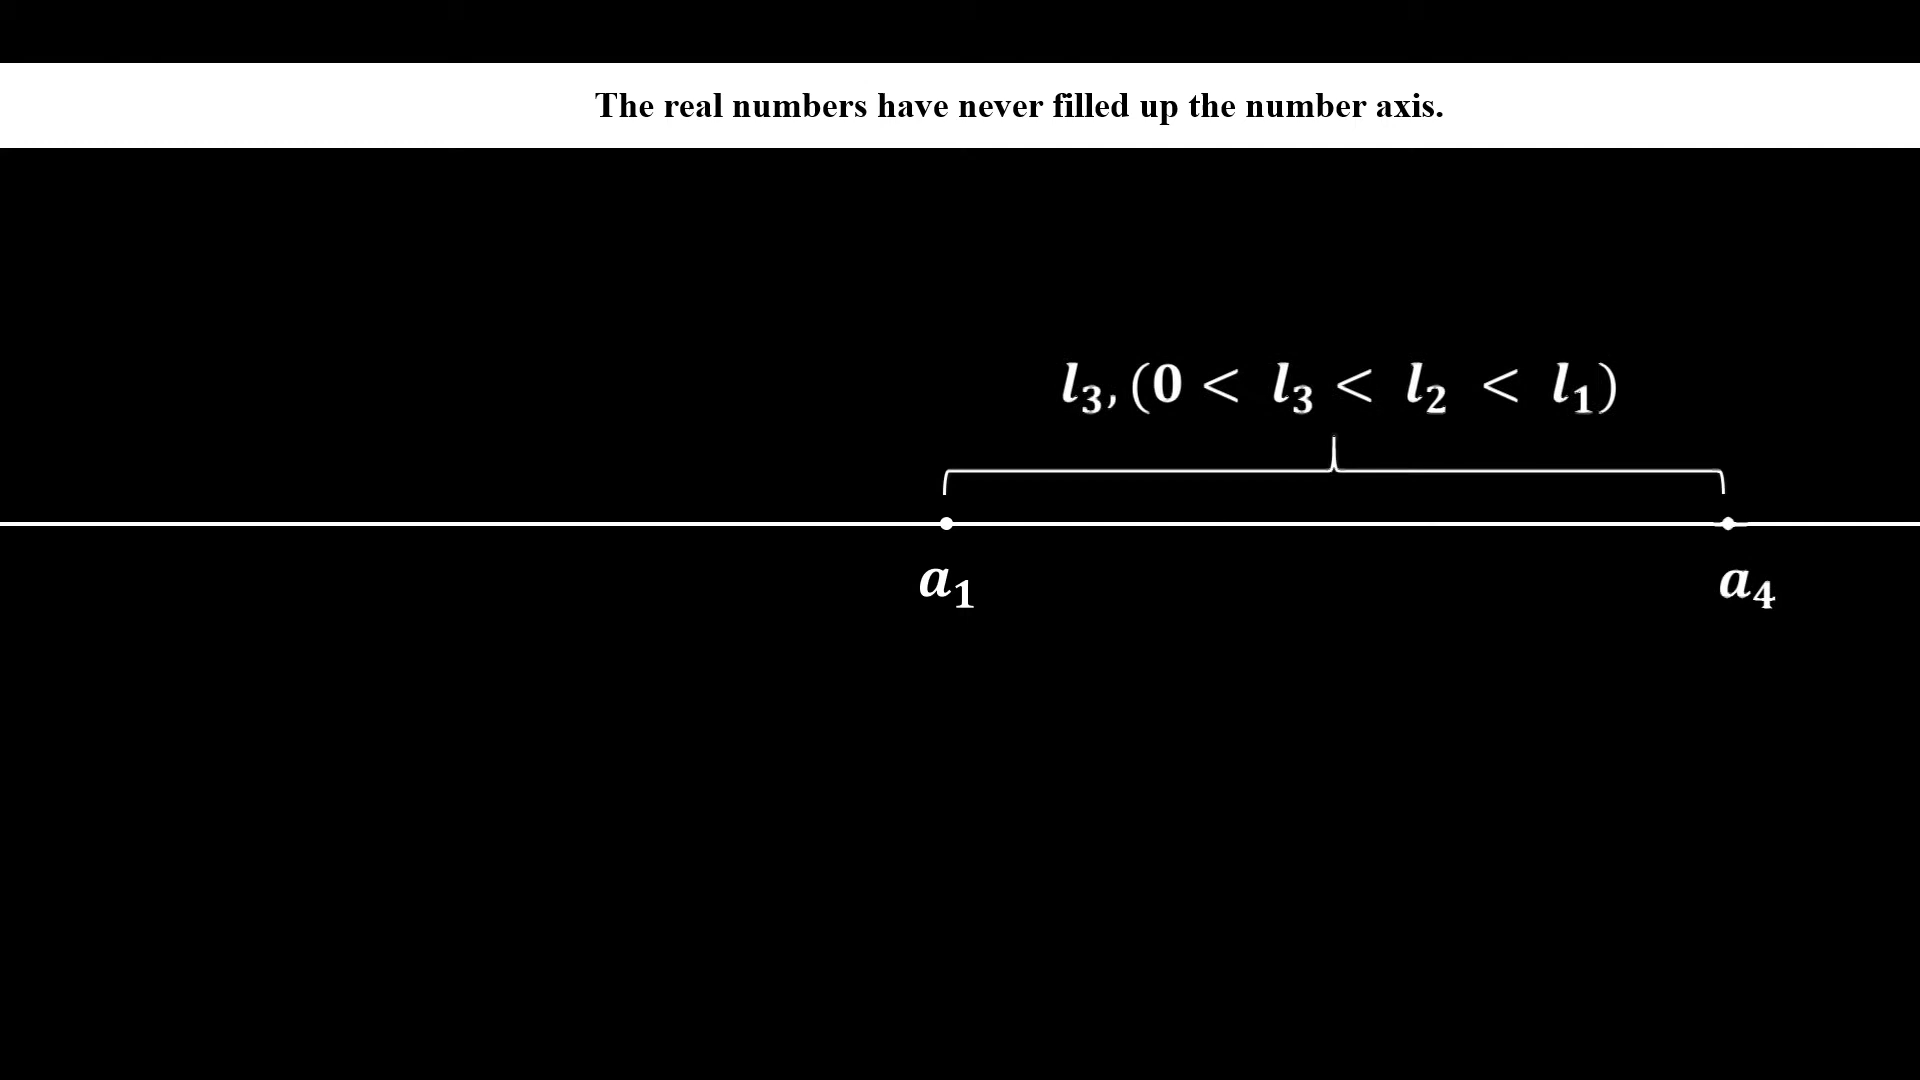 The real numbers have never filled up the number axis.
l₃, (0 < l₃ < l₂ < l₁)
a₁ a₄